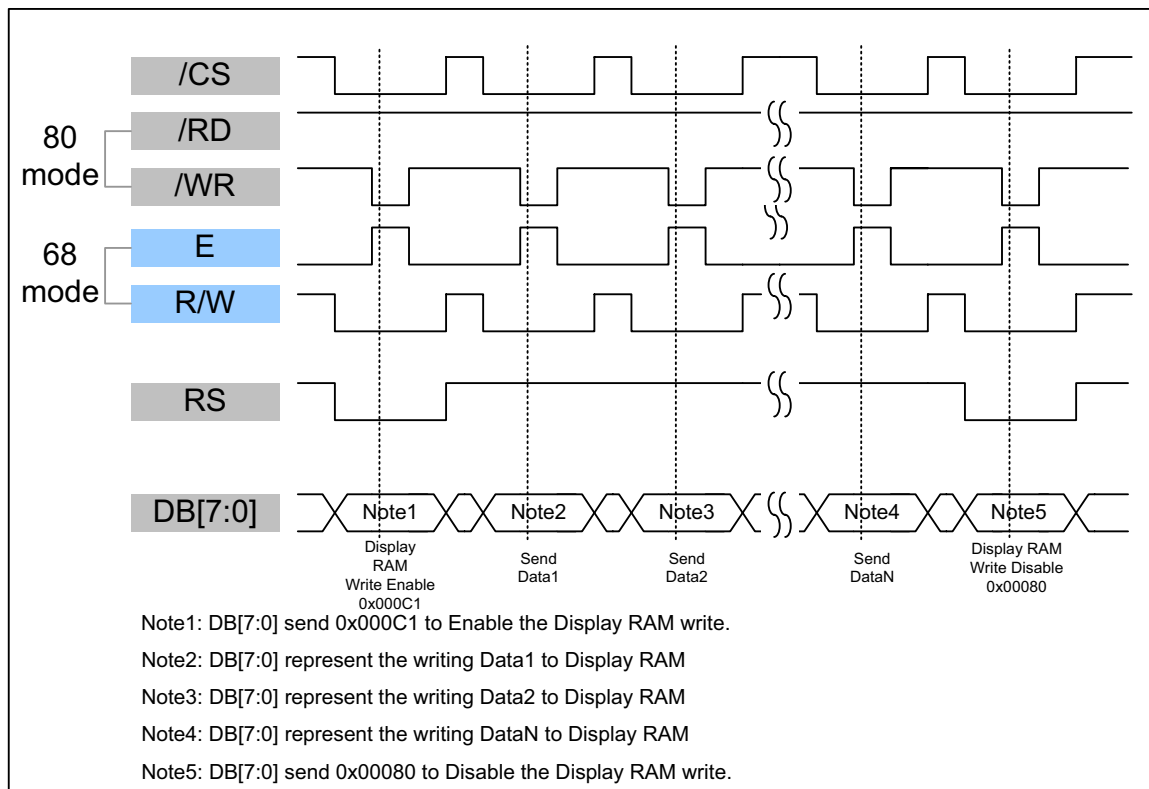 /CS
80
mode
/RD
/WR
68
mode
E
R/W
RS
DB[7:0]
Note1
Note2
Note3
Note4
Note5
Display
RAM
Write Enable
0x000C1
Send
Data1
Send
Data2
Send
DataN
Display RAM
Write Disable
0x00080
Note1: DB[7:0] send 0x000C1 to Enable the Display RAM write.
Note2: DB[7:0] represent the writing Data1 to Display RAM
Note3: DB[7:0] represent the writing Data2 to Display RAM
Note4: DB[7:0] represent the writing DataN to Display RAM
Note5: DB[7:0] send 0x00080 to Disable the Display RAM write.